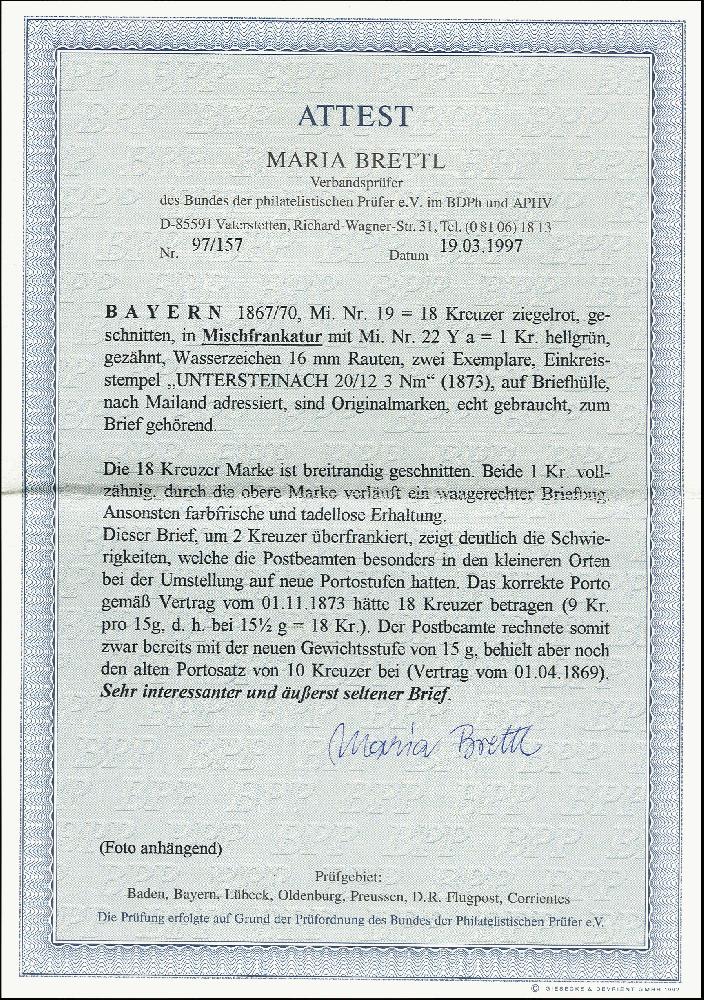 ATTEST
MARIA BRETTL
Verbandsprüfer
des Bundes der philatelistischen Prüfer e.V. im BDPh und APHV
D-85591 Vaterstetten, Richard-Wagner-Str. 31, Tel. (0 81 06) 18 13
Nr. 97/157 Datum 19.03.1997
BAYERN 1867/70, Mi. Nr. 19 = 18 Kreuzer ziegelrot, ge-
schnitten, in Mischfrankatur mit Mi. Nr. 22 Y a = 1 Kr. hellgrün,
gezähnt, Wasserzeichen 16 mm Rauten, zwei Exemplare, Einkreis-
stempel „UNTERSTEINACH 20/12 3 Nm“ (1873), auf Briefhülle,
nach Mailand adressiert, sind Originalmarken, echt gebraucht, zum
Brief gehörend.
Die 18 Kreuzer Marke ist breitrandig geschnitten. Beide 1 Kr. voll-
zähnig, durch die obere Marke verläuft ein waagerechter Briefbug.
Ansonsten farbfrische und tadellose Erhaltung.
Dieser Brief, um 2 Kreuzer überfrankiert, zeigt deutlich die Schwie-
rigkeiten, welche die Postbeamten besonders in den kleineren Orten
bei der Umstellung auf neue Portostufen hatten. Das korrekte Porto
gemäß Vertrag vom 01.11.1873 hätte 18 Kreuzer betragen (9 Kr.
pro 15g, d. h. bei 15½ g = 18 Kr.). Der Postbeamte rechnete somit
zwar bereits mit der neuen Gewichtsstufe von 15 g, behielt aber noch
den alten Portosatz von 10 Kreuzer bei (Vertrag vom 01.04.1869).
Sehr interessanter und äußerst seltener Brief.
Maria Brettl
(Foto anhängend)
Prüfgebiet:
Baden, Bayern, Lübeck, Oldenburg, Preussen, D.R. Flugpost, Corrientes
Die Prüfung erfolgte auf Grund der Prüfordnung des Bundes der Philatelistischen Prüfer e.V.
© GIESECKE & DEVRIENT GMBH 1992